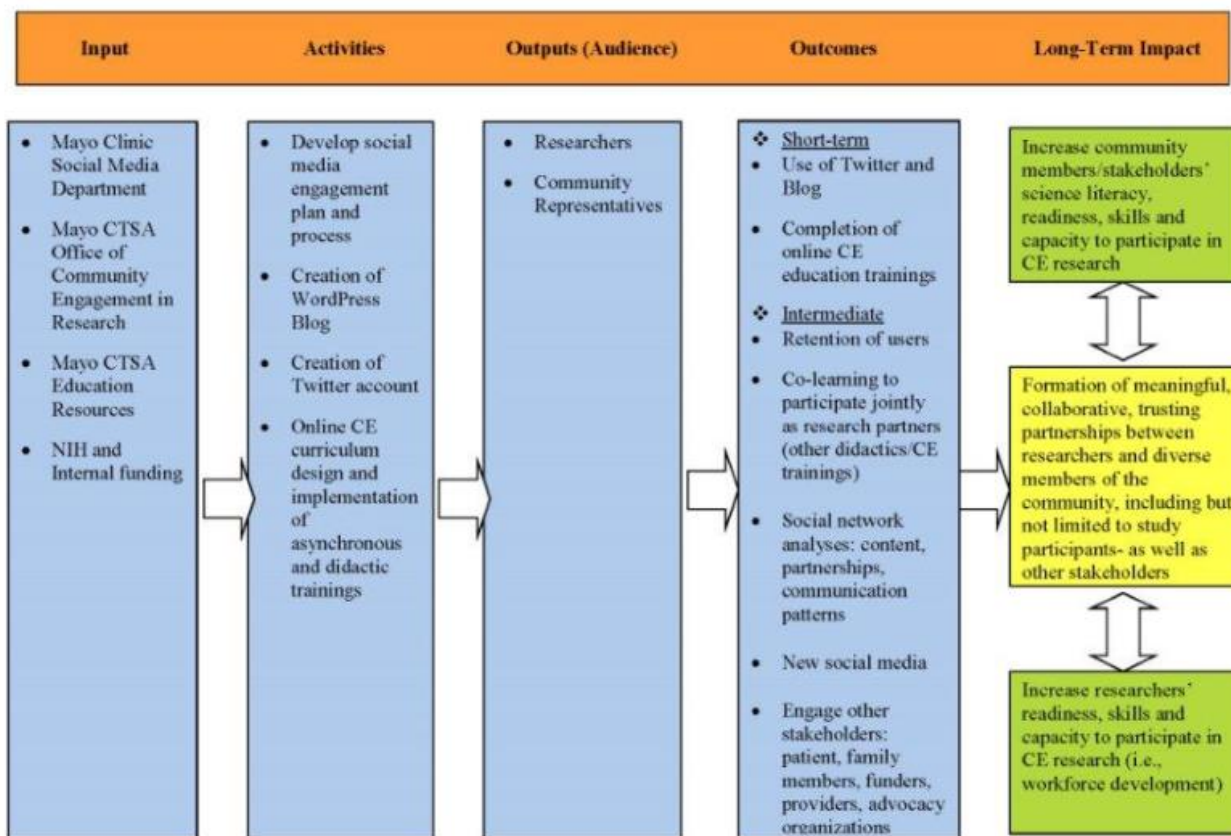 Input
Activities
Outputs (Audience)
Outcomes
Long-Term Impact
• Mayo Clinic
Social Media
Department
• Mayo CTSA
Office of
Community
Engagement in
Research
• Mayo CTSA
Education
Resources
• NIH and
Internal funding
• Develop social
media
engagement
plan and
process
• Creation of
WordPress
Blog
• Creation of
Twitter account
• Online CE
curriculum
design and
implementation
of
asynchronous
and didactic
trainings
• Researchers
• Community
Representatives
❖ Short-term
• Use of Twitter and
Blog
• Completion of
online CE
education trainings
❖ Intermediate
• Retention of users
• Co-learning to
participate jointly
as research partners
(other didactics/CE
trainings)
• Social network
analyses: content,
partnerships,
communication
patterns
• New social media
• Engage other
stakeholders:
patient, family
members, funders,
providers, advocacy
organizations
Increase community
members/stakeholders´
science literacy,
readiness, skills and
capacity to participate in
CE research
Formation of meaningful,
collaborative, trusting
partnerships between
researchers and diverse
members of the
community, including but
not limited to study
participants- as well as
other stakeholders
Increase researchers´
readiness, skills and
capacity to participate in
CE research (i.e.,
workforce development)